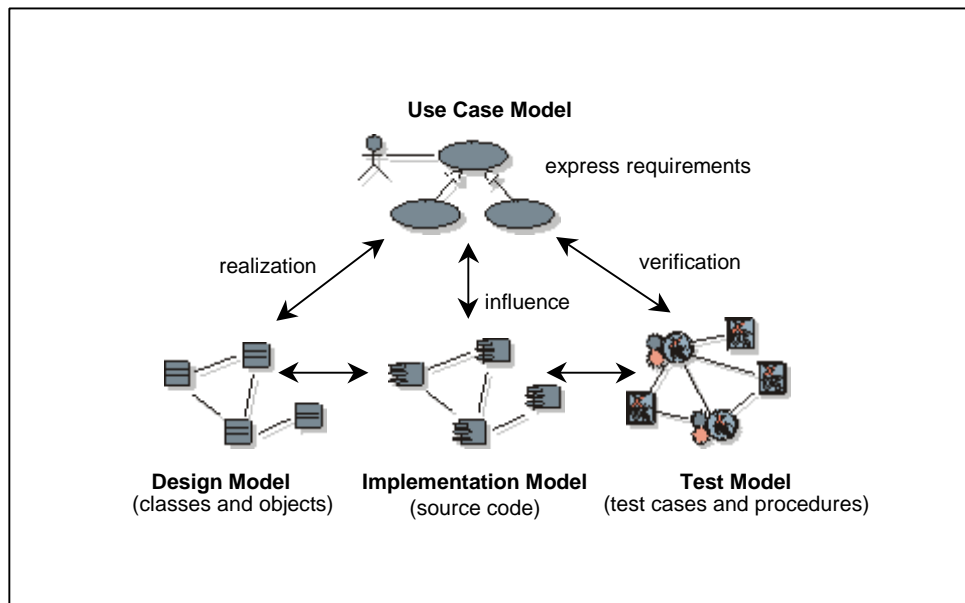 Use Case Model
express requirements
realization
verification
influence
Design Model
(classes and objects)
Implementation Model
(source code)
Test Model
(test cases and procedures)